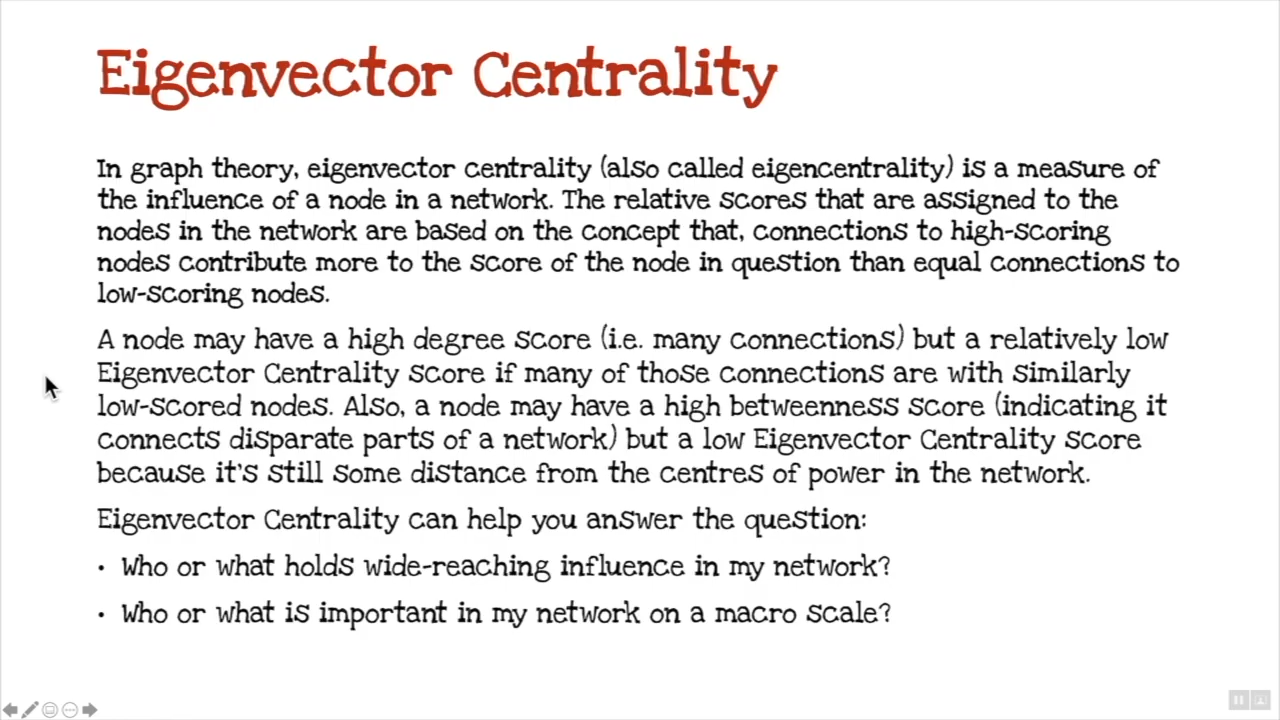 Eigenvector Centrality
In graph theory, eigenvector centrality (also called eigencentrality) is a measure of
the influence of a node in a network. The relative scores that are assigned to the
nodes in the network are based on the concept that, connections to high-scoring
nodes contribute more to the score of the node in question than equal connections to
low-scoring nodes.
A node may have a high degree score (i.e. many connections) but a relatively low
Eigenvector Centrality score if many of those connections are with similarly
low-scored nodes. Also, a node may have a high betweenness score (indicating it
connects disparate parts of a network) but a low Eigenvector Centrality score
because it's still some distance from the centres of power in the network.
Eigenvector Centrality can help you answer the question:
• Who or what holds wide-reaching influence in my network?
• Who or what is important in my network on a macro scale?